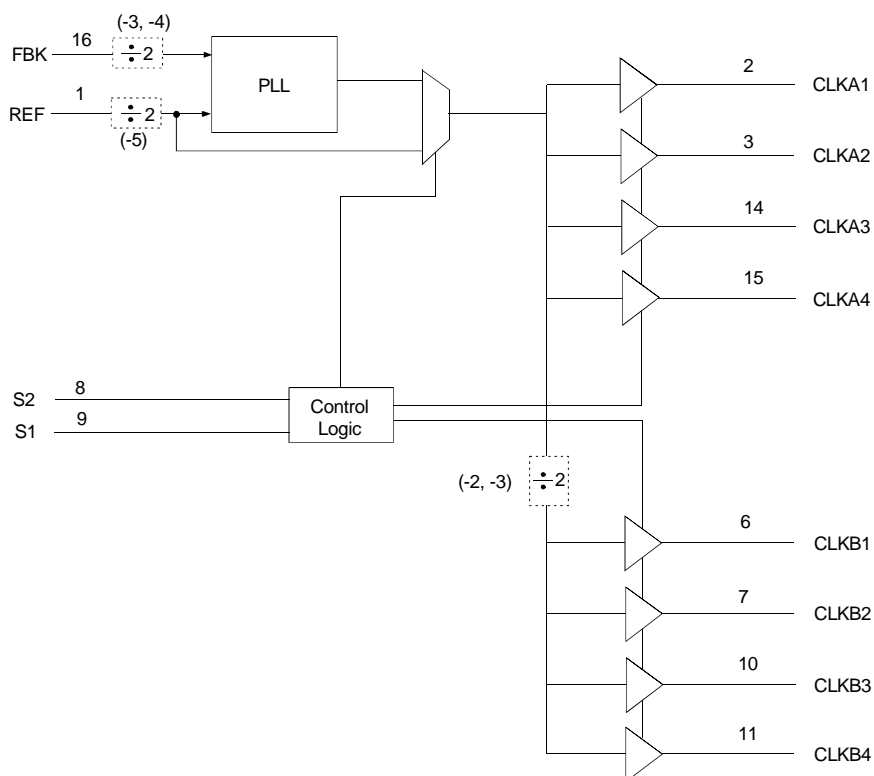 (-3, -4)
FBK 16 ÷2
PLL
REF 1 ÷2
(-5)
2 CLKA1
3 CLKA2
14 CLKA3
15 CLKA4
S2 8
S1 9
Control
Logic
(-2, -3) ÷2
6 CLKB1
7 CLKB2
10 CLKB3
11 CLKB4